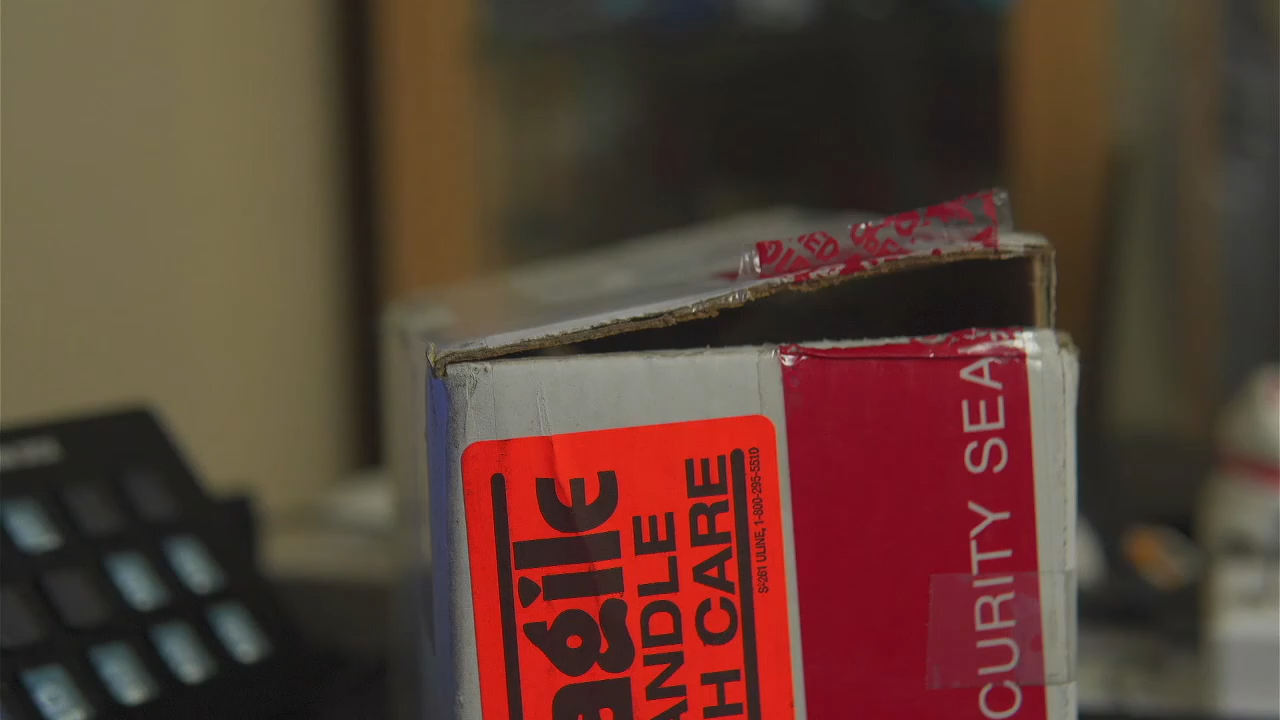 agile
ANDLE
H CARE
S-261 ULINE, 1-800-295-5510
CURITY SEA